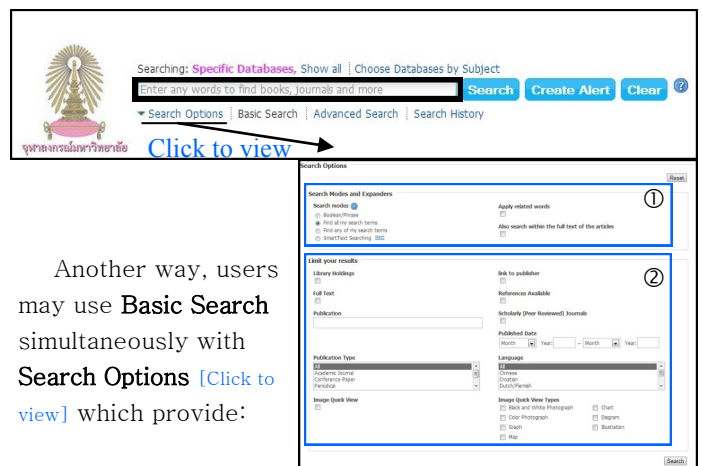 Searching: Specific Databases, Show all Choose Databases by Subject
Enter any words to find books, journals and more Search Create Alert Clear ?
Search Options Basic Search Advanced Search Search History
จุฬาลงกรณ์มหาวิทยาลัย
Click to view
Search Options
Reset
Search Modes and Expanders ①
Search modes Apply related words
Boolean/Phrase
Find all my search terms Also search within the full text of the articles
Find any of my search terms
SmartText Searching
Limit your results ②
Library Holdings link to publisher
Full Text References Available
Publication Scholarly (Peer Reviewed) Journals
Published Date
Month Year: – Month Year:
Publication Type Language
All All
Academic Journal Chinese
Conference Paper Croatian
Periodical Dutch/Flemish
Image Quick View Image Quick View Types
Black and White Photograph Chart
Color Photograph Diagram
Graph Illustration
Map
Search
Another way, users
may use Basic Search
simultaneously with
Search Options [Click to
view] which provide: